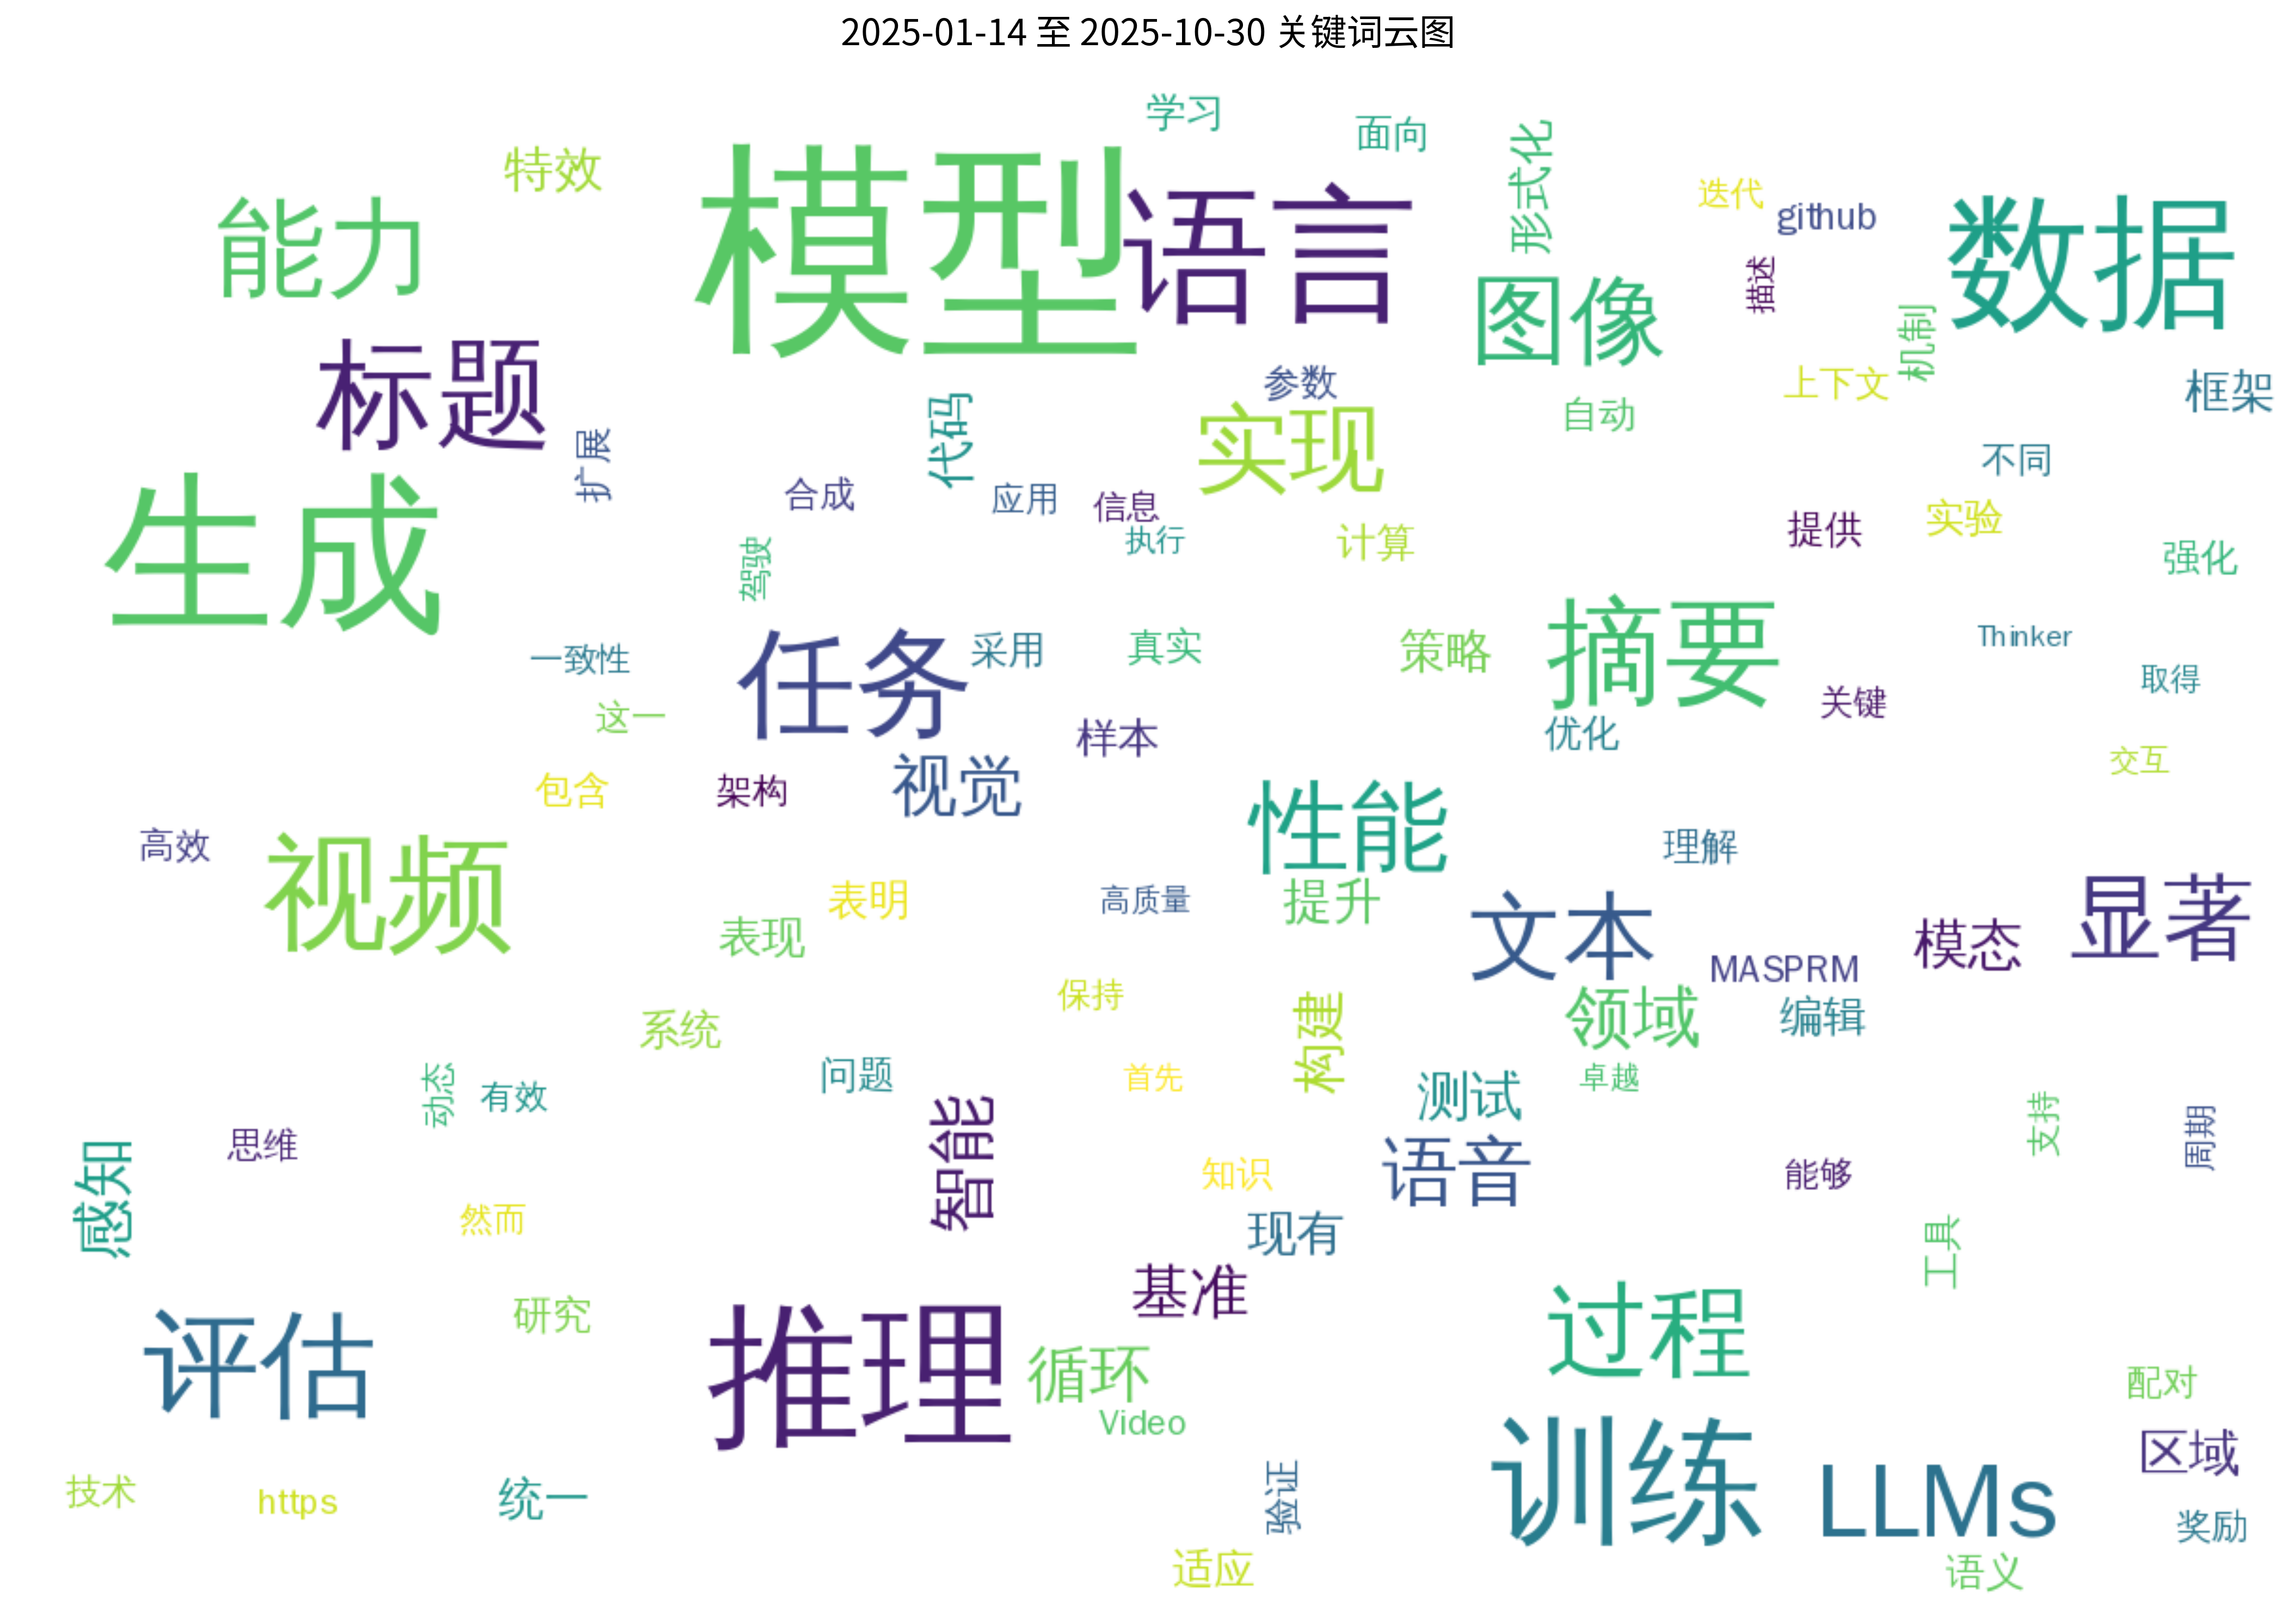 2025-01-14 至 2025-10-30 关键词云图
学习
面向
特效
形式化
迭代
github
能力
模型
语言
数据
描述
图像
机制
标题
参数
上下文
框架
代码
自动
实现
扩展
不同
合成
应用
信息
提供
实验
执行
计算
强化
生成
驾驶
摘要
Thinker
一致性
任务
采用
真实
策略
取得
这一
关键
样本
优化
交互
包含
架构
视觉
性能
高效
理解
视频
表明
高质量
提升
文本
显著
表现
模态
MASPRM
保持
领域
编辑
系统
构建
动态
有效
问题
首先
测试
卓越
支持
周期
思维
智能
感知
知识
语音
能够
然而
现有
工具
基准
研究
过程
评估
推理
循环
配对
Video
区域
技术
https
统一
验证
训练
LLMs
奖励
适应
语义